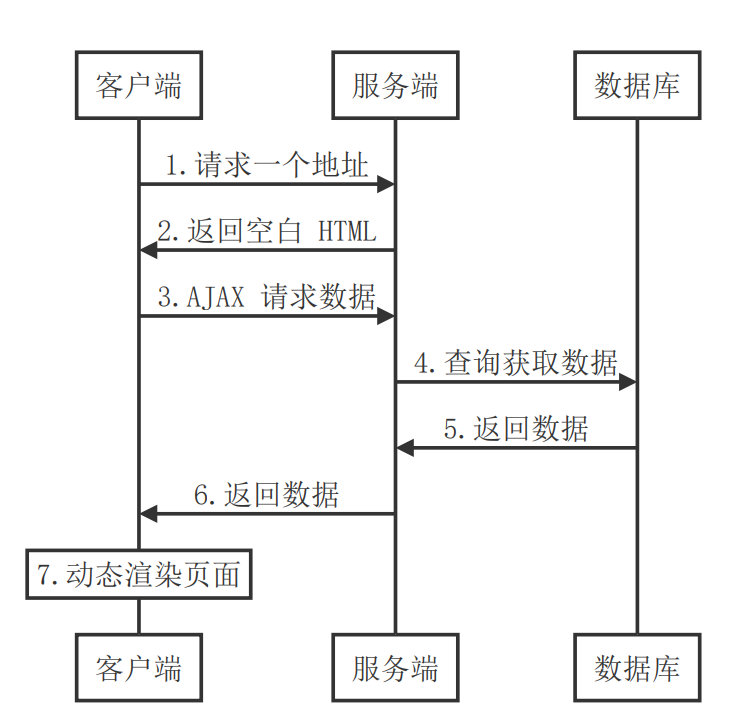 客户端
服务端
数据库
1.请求一个地址
2.返回空白 HTML
3.AJAX 请求数据
4.查询获取数据
5.返回数据
6.返回数据
7.动态渲染页面
客户端
服务端
数据库